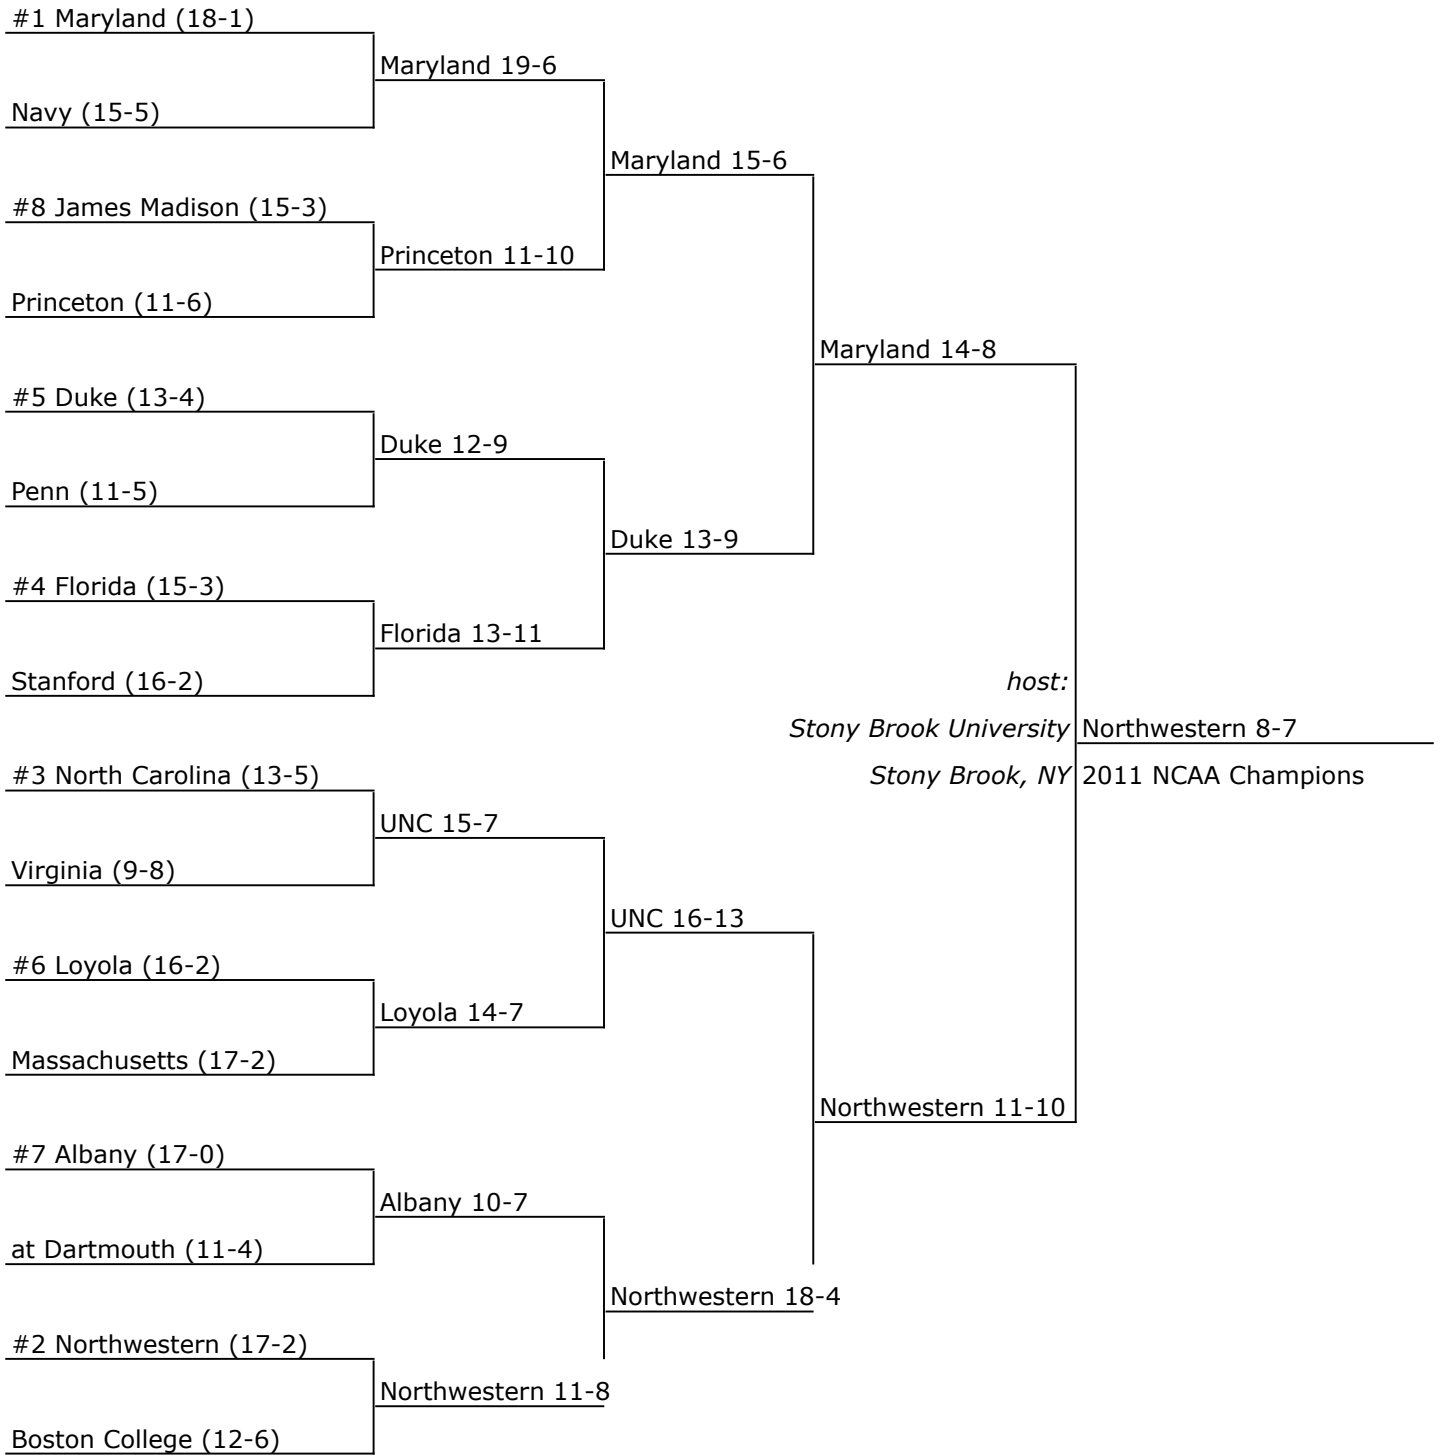 #1 Maryland (18-1)
Maryland 19-6
Navy (15-5)
Maryland 15-6
#8 James Madison (15-3)
Princeton 11-10
Princeton (11-6)
Maryland 14-8
#5 Duke (13-4)
Duke 12-9
Penn (11-5)
Duke 13-9
#4 Florida (15-3)
Florida 13-11
Stanford (16-2)
host:
Stony Brook University
Northwestern 8-7
#3 North Carolina (13-5)
Stony Brook, NY
2011 NCAA Champions
UNC 15-7
Virginia (9-8)
UNC 16-13
#6 Loyola (16-2)
Loyola 14-7
Massachusetts (17-2)
Northwestern 11-10
#7 Albany (17-0)
Albany 10-7
at Dartmouth (11-4)
Northwestern 18-4
#2 Northwestern (17-2)
Northwestern 11-8
Boston College (12-6)